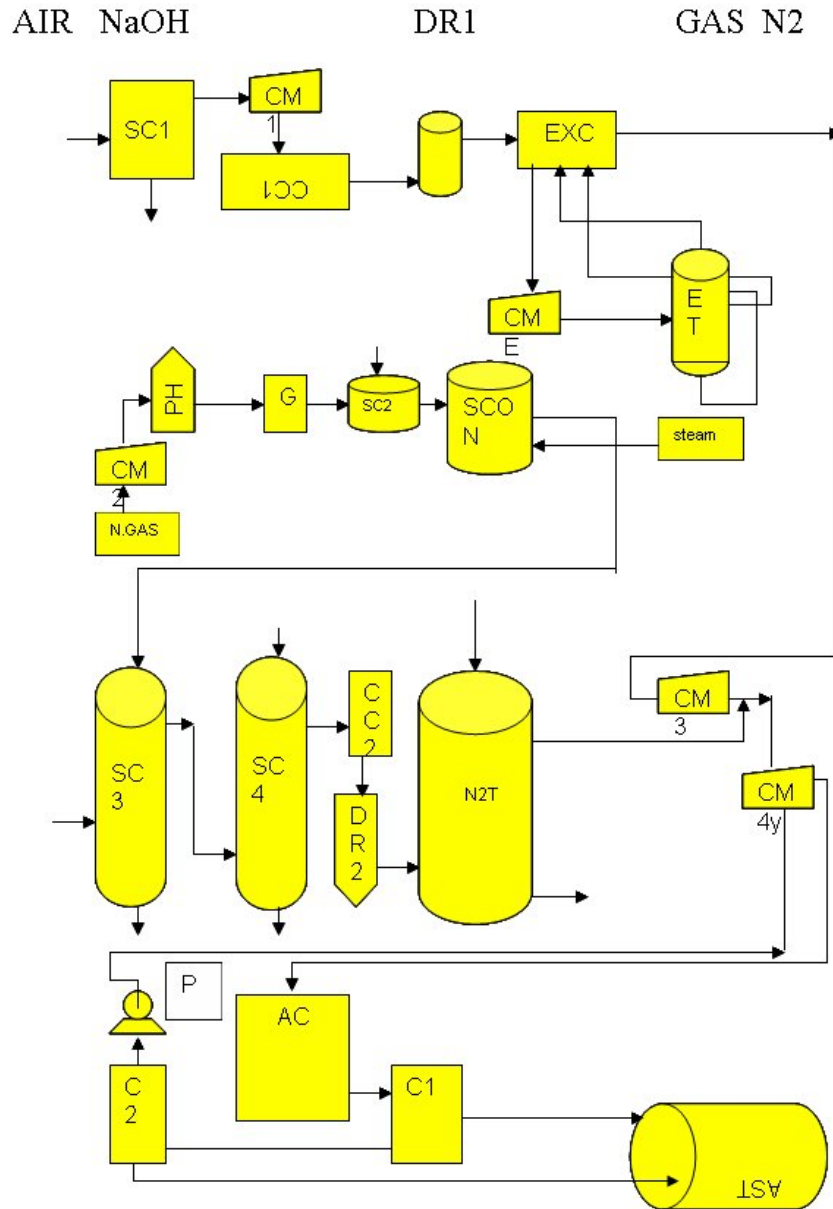 AIR NaOH DR1 GAS N2
SC1
CM
1
EXC
CC1
E
T
CM
E
PH
G
SC2
SCO
N
steam
CM
2
N.GAS
SC
3
SC
4
C
C
2
D
R
2
N2T
CM
3
CM
4y
P
AC
C
2
C1
AST